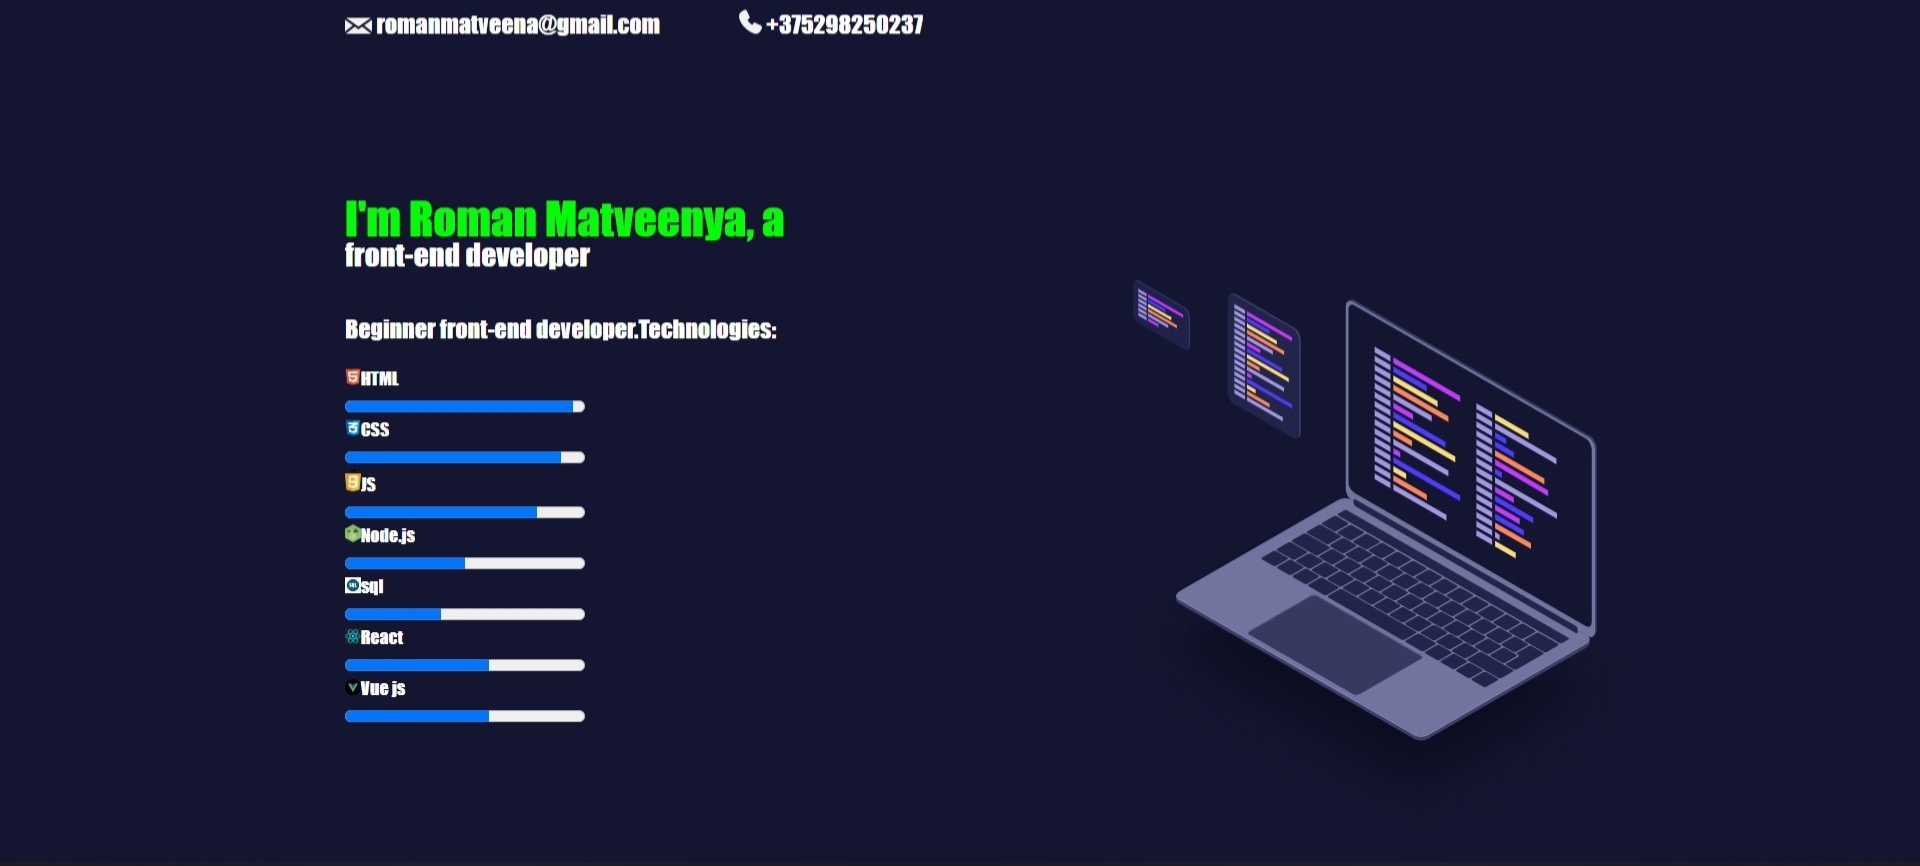 romanmatveena@gmail.com +375298250237
I'm Roman Matveenya, a
front-end developer
Beginner front-end developer.Technologies:
HTML
CSS
JS
Node.js
sql
React
Vue js